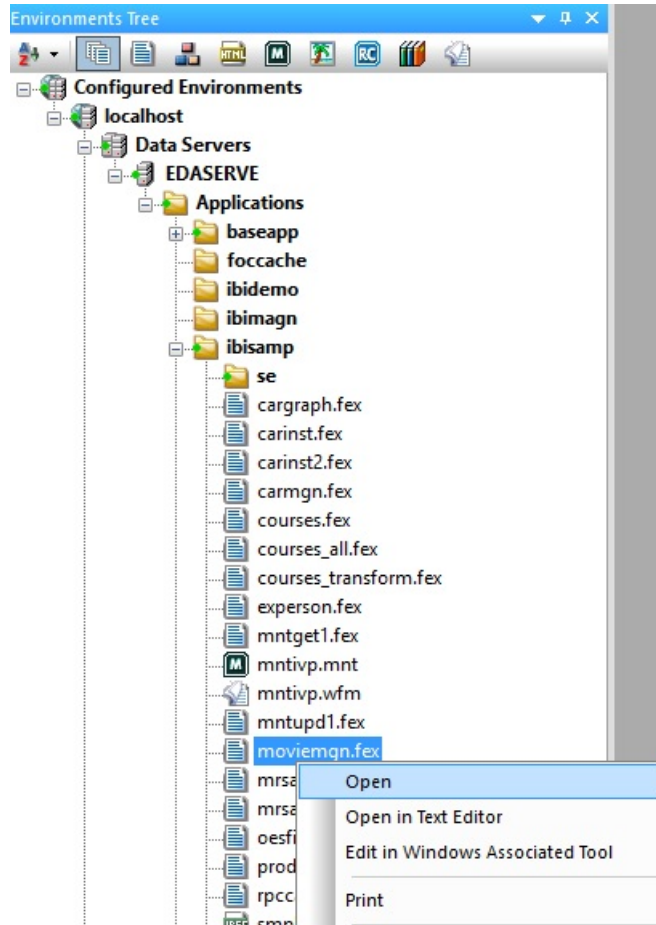 Environments Tree
Configured Environments
localhost
Data Servers
EDASERVE
Applications
baseapp
foccache
ibidemo
ibimagn
ibisamp
se
cargraph.fex
carinst.fex
carinst2.fex
carmgn.fex
courses.fex
courses_all.fex
courses_transform.fex
experson.fex
mntget1.fex
mntivp.mnt
mntivp.wfm
mntupd1.fex
moviemgn.fex
Open
Open in Text Editor
Edit in Windows Associated Tool
Print